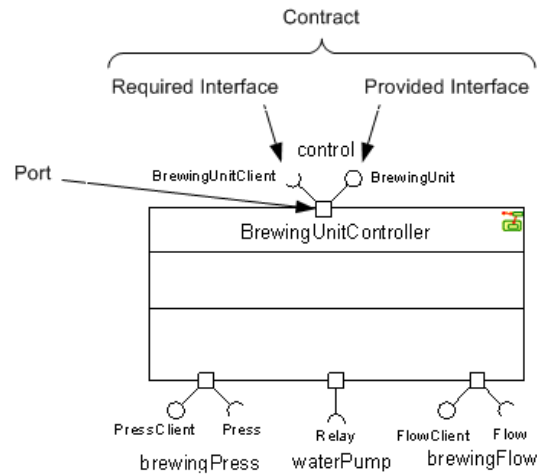 Contract
Required Interface
Provided Interface
control
BrewingUnitClient
BrewingUnit
Port
BrewingUnitController
PressClient
Press
Relay
FlowClient
Flow
brewingPress
waterPump
brewingFlow